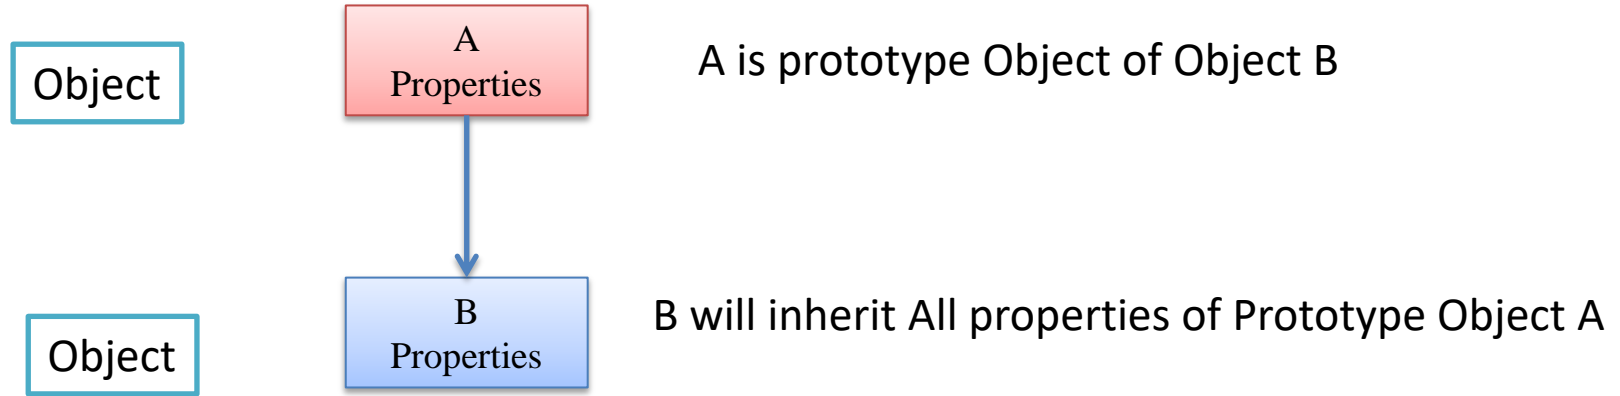 Object
A
Properties
A is prototype Object of Object B
Object
B
Properties
B will inherit All properties of Prototype Object A